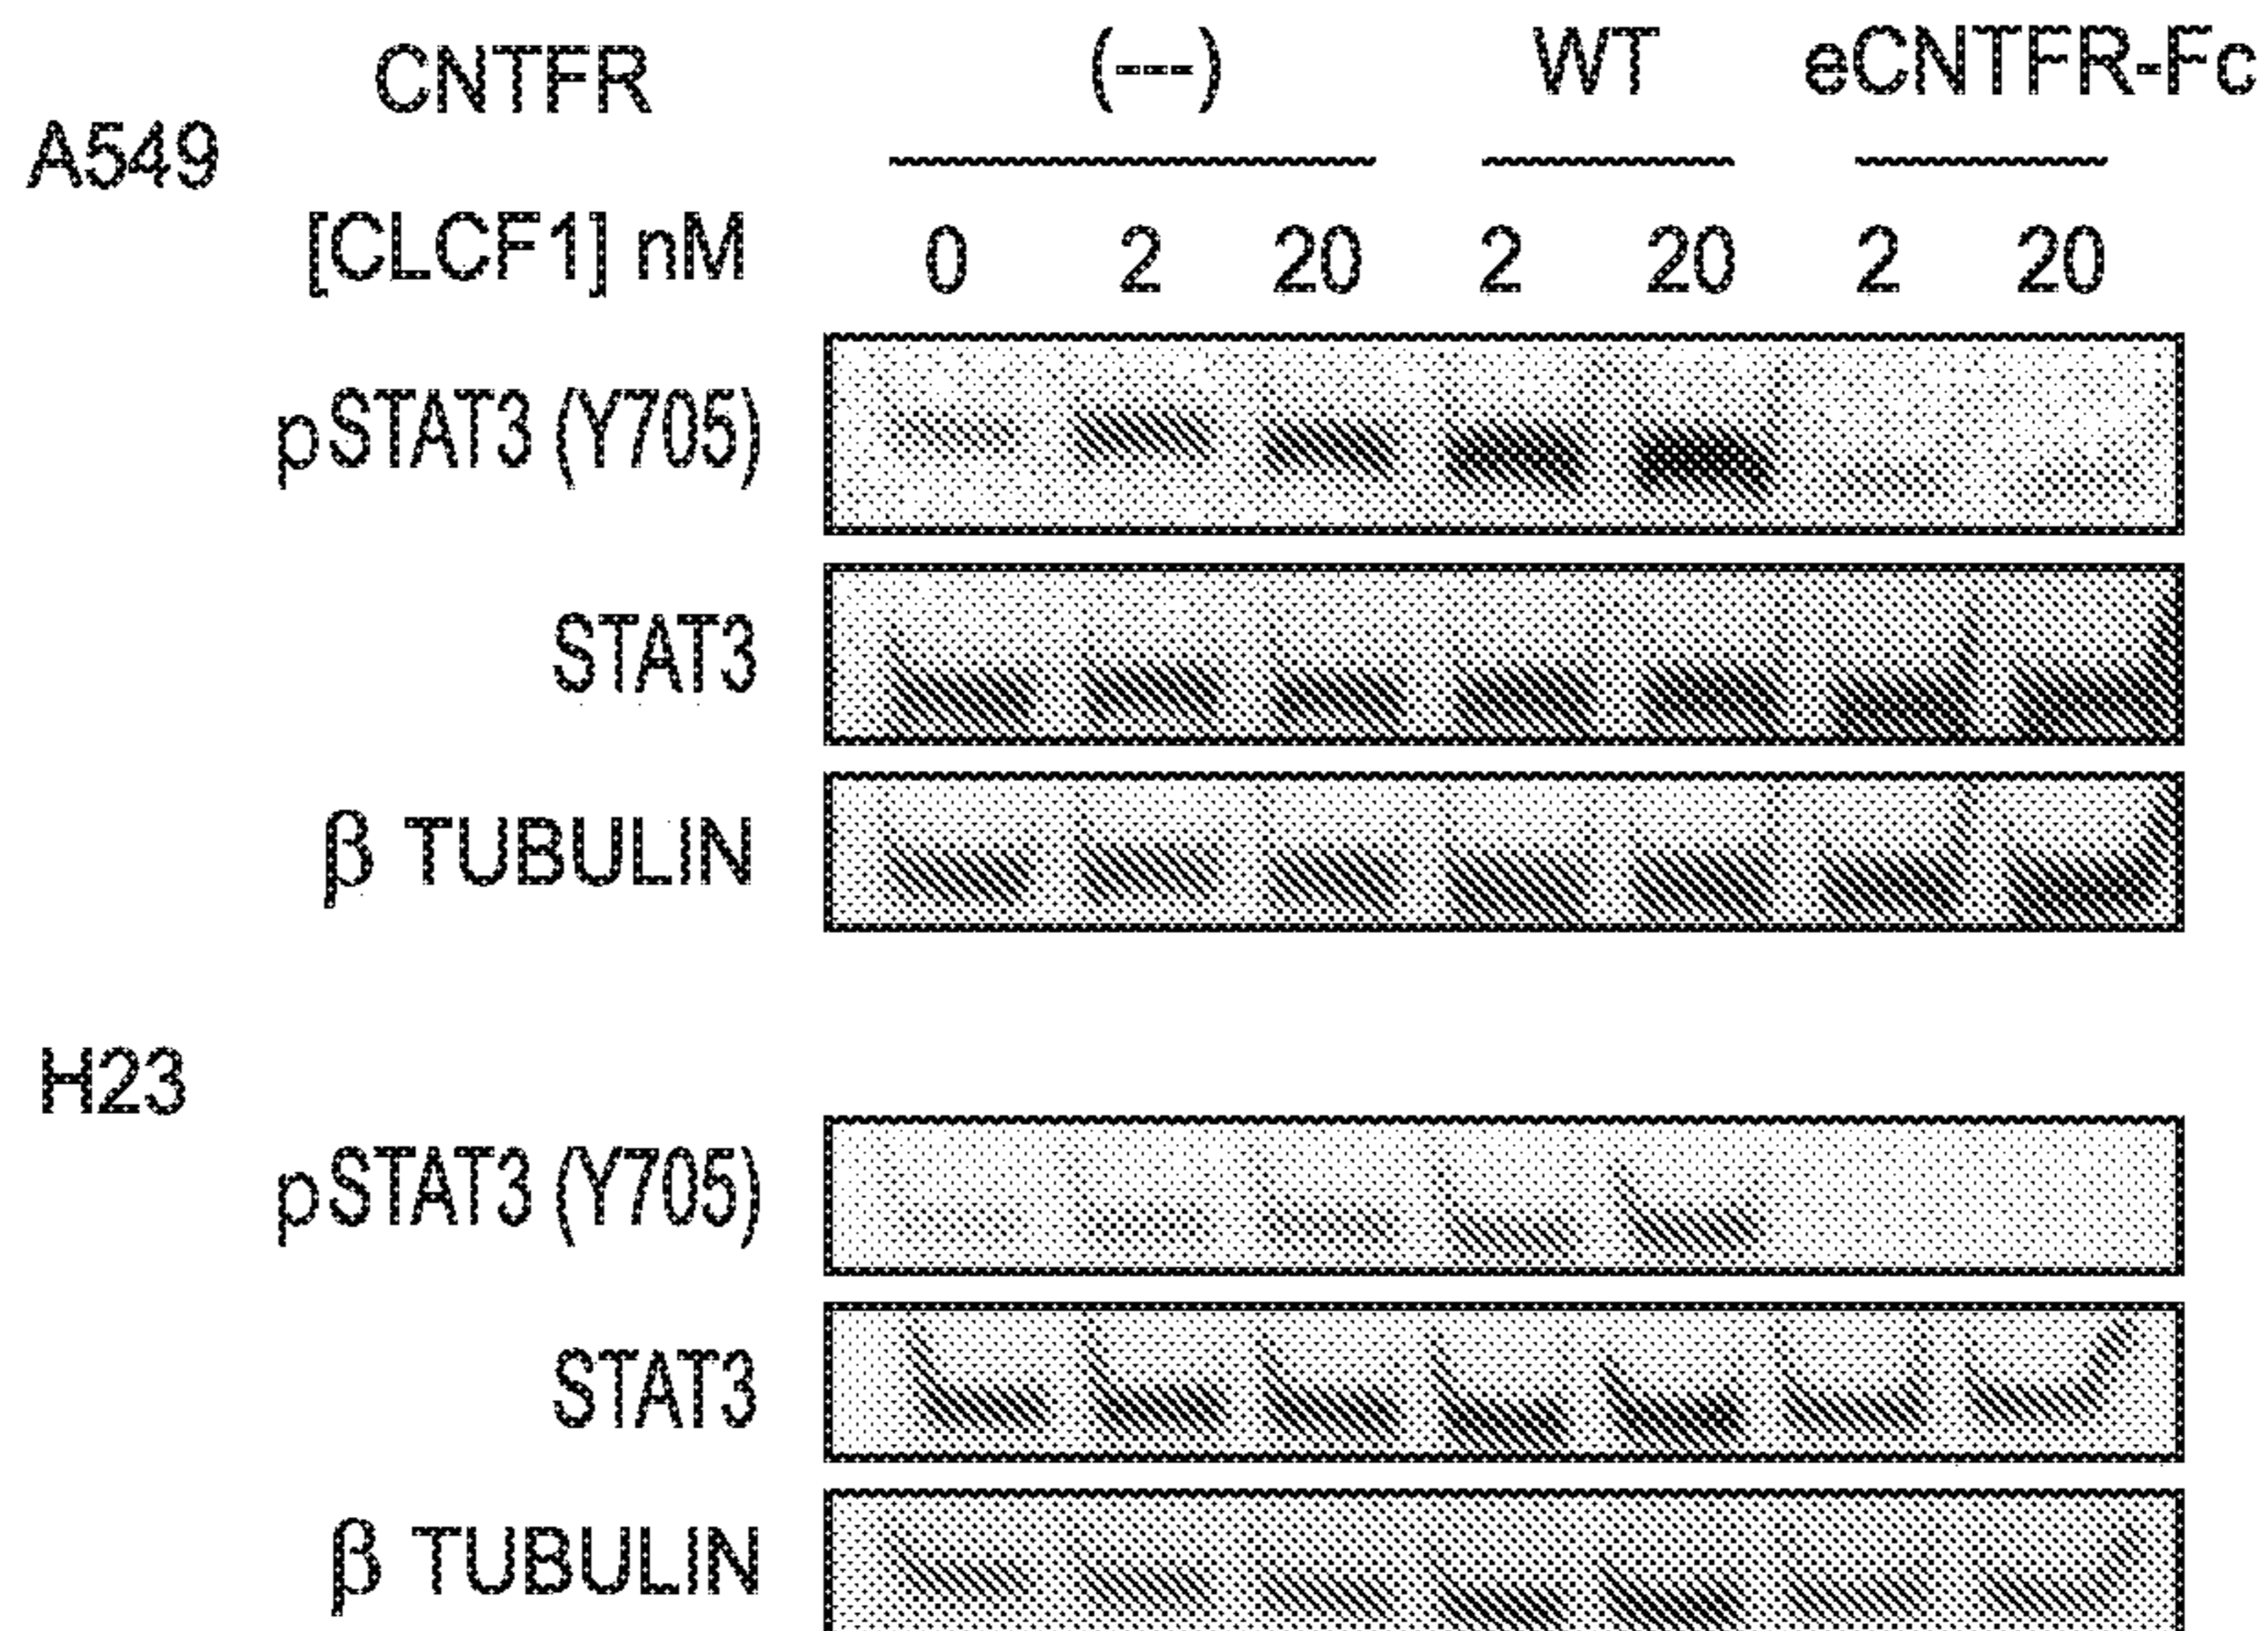 CNTFR (---) WT eCNTFR-Fc
A549
[CLCF1] nM 0 2 20 2 20 2 20
pSTAT3 (Y705)
STAT3
β TUBULIN
H23
pSTAT3 (Y705)
STAT3
β TUBULIN